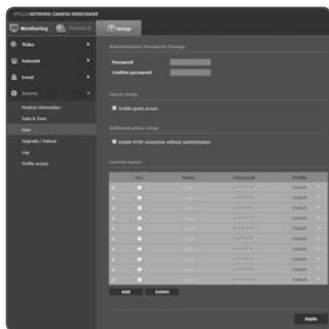 iPOLIS NETWORK CAMERA WEBVIEWER
Monitoring
Setup
Video
Network
Event
System
Product information
Date & Time
User
Upgrade / Reboot
Log
Profile access
Administrator Password Change
Password
Confirm password
Guest setup
Enable guest access
Authentication setup
Enable RTSP connection without authentication
Current users
Use Name Password Profile
Default
Default
Default
Default
Default
Default
Default
Default
Default
Add Delete
Apply